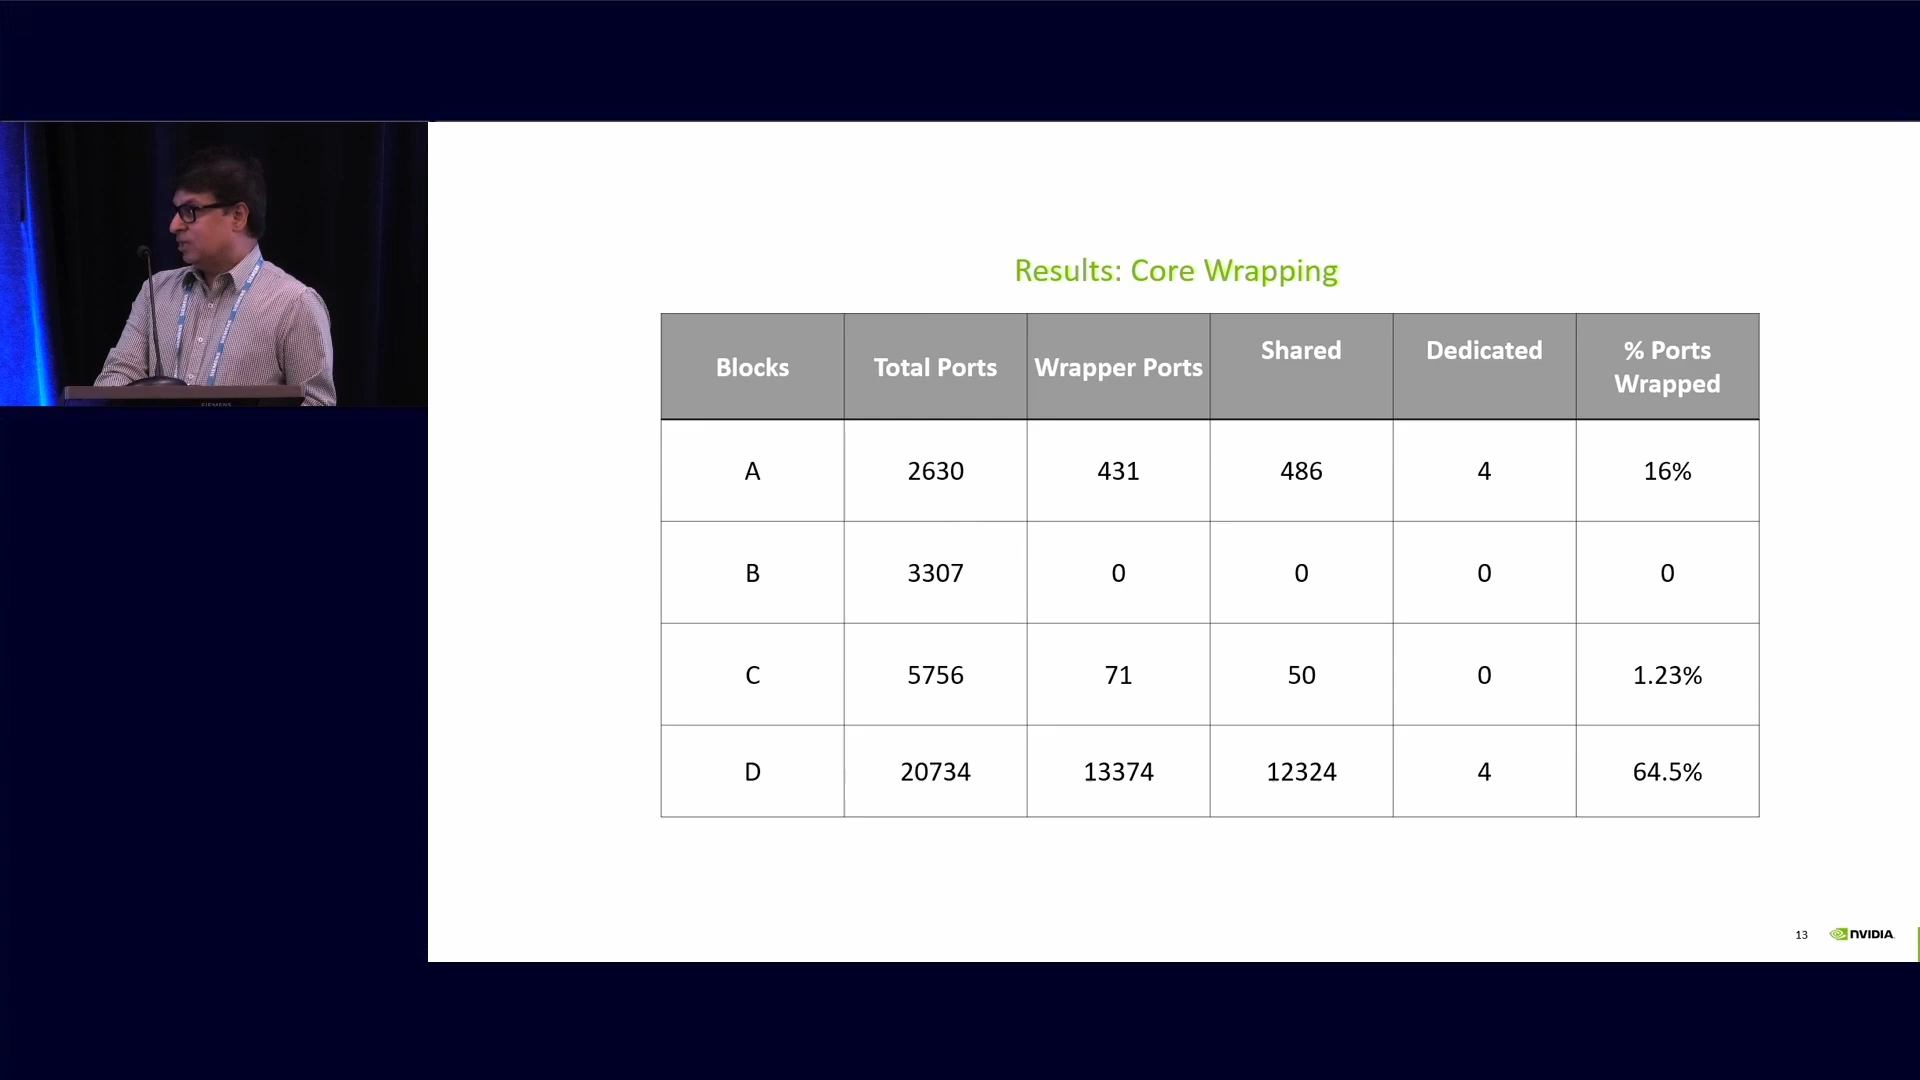 Results: Core Wrapping
Blocks
Total Ports
Wrapper Ports
Shared
Dedicated
% Ports
Wrapped
A
2630
431
486
4
16%
B
3307
0
0
0
0
C
5756
71
50
0
1.23%
D
20734
13374
12324
4
64.5%
13
NVIDIA
SIEMENS